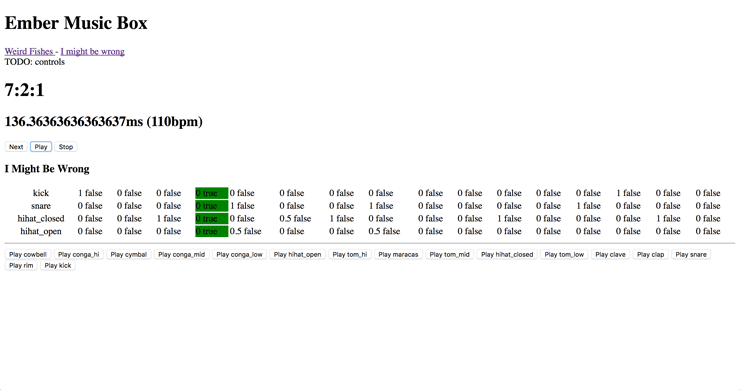 Ember Music Box
Weird Fishes - I might be wrong
TODO: controls
7:2:1
136.36363636363637ms (110bpm)
Next Play Stop
I Might Be Wrong
kick 1 false 0 false 0 false 0 true 0 false 0 false 0 false 0 false 0 false 0 false 0 false 0 false 1 false 0 false 0 false
snare 0 false 0 false 0 false 0 true 1 false 0 false 0 false 1 false 0 false 0 false 0 false 1 false 0 false 0 false 0 false
hihat_closed 0 false 0 false 1 false 0 true 0 false 0.5 false 1 false 0 false 0 false 0 false 1 false 0 false 0 false 1 false 0 false
hihat_open 0 false 0 false 0 false 0 true 0.5 false 0 false 0 false 0.5 false 0 false 0 false 0 false 0 false 0 false 0 false 0 false
Play cowbell Play conga_hi Play cymbal Play conga_mid Play conga_low Play hihat_open Play tom_hi Play maracas Play tom_mid Play hihat_closed Play tom_low Play clave Play clap Play snare
Play rim Play kick